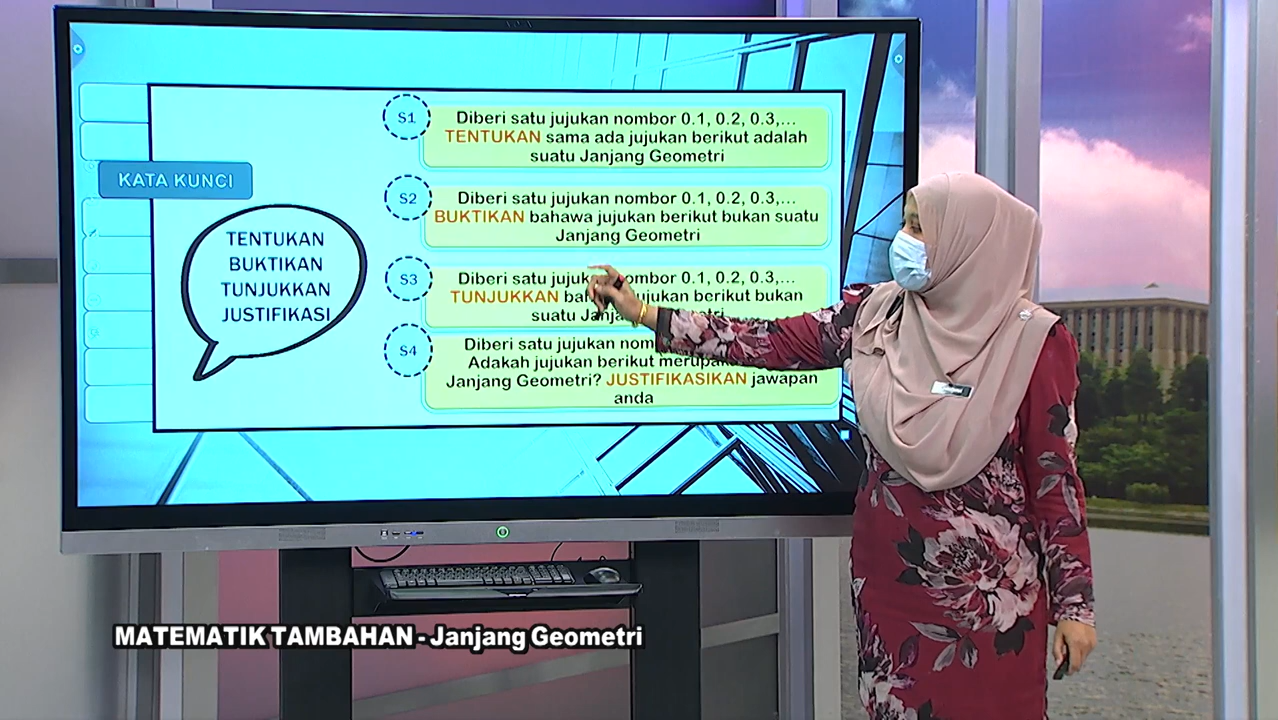 S1
Diberi satu jujukan nombor 0.1, 0.2, 0.3,...
TENTUKAN sama ada jujukan berikut adalah
suatu Janjang Geometri
KATA KUNCI
S2
Diberi satu jujukan nombor 0.1, 0.2, 0.3,...
BUKTIKAN bahawa jujukan berikut bukan suatu
Janjang Geometri
TENTUKAN
BUKTIKAN
TUNJUKKAN
JUSTIFIKASI
S3
Diberi satu 0.1, 0.2, 0.3,...
TUNJUKKAN jujukan berikut bukan
suatu
S4
Diberi satu jujukan
Adakah jujukan berikut
Janjang Geometri? JUSTIFIKASIKAN jawapan
anda
MATEMATIK TAMBAHAN - Janjang Geometri